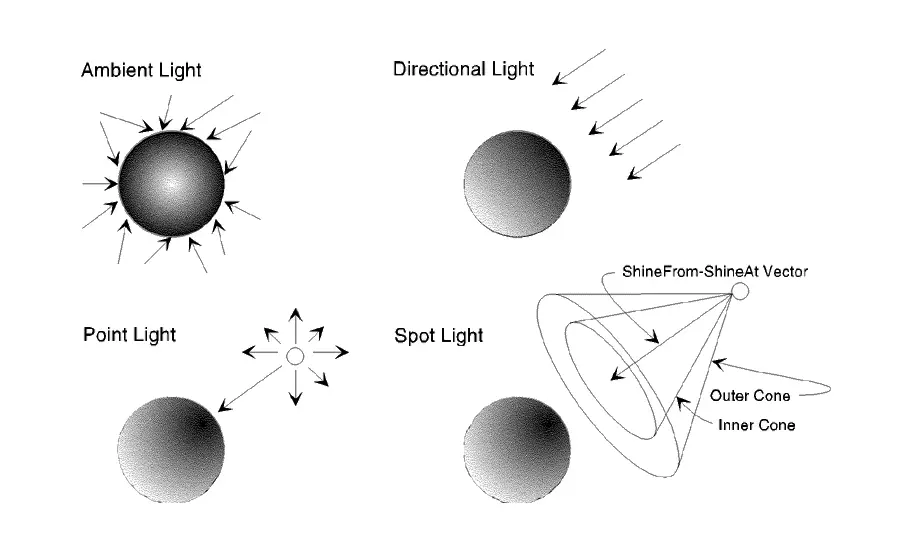 Ambient Light
Directional Light
ShineFrom-ShineAt Vector
Point Light
Spot Light
Outer Cone
Inner Cone